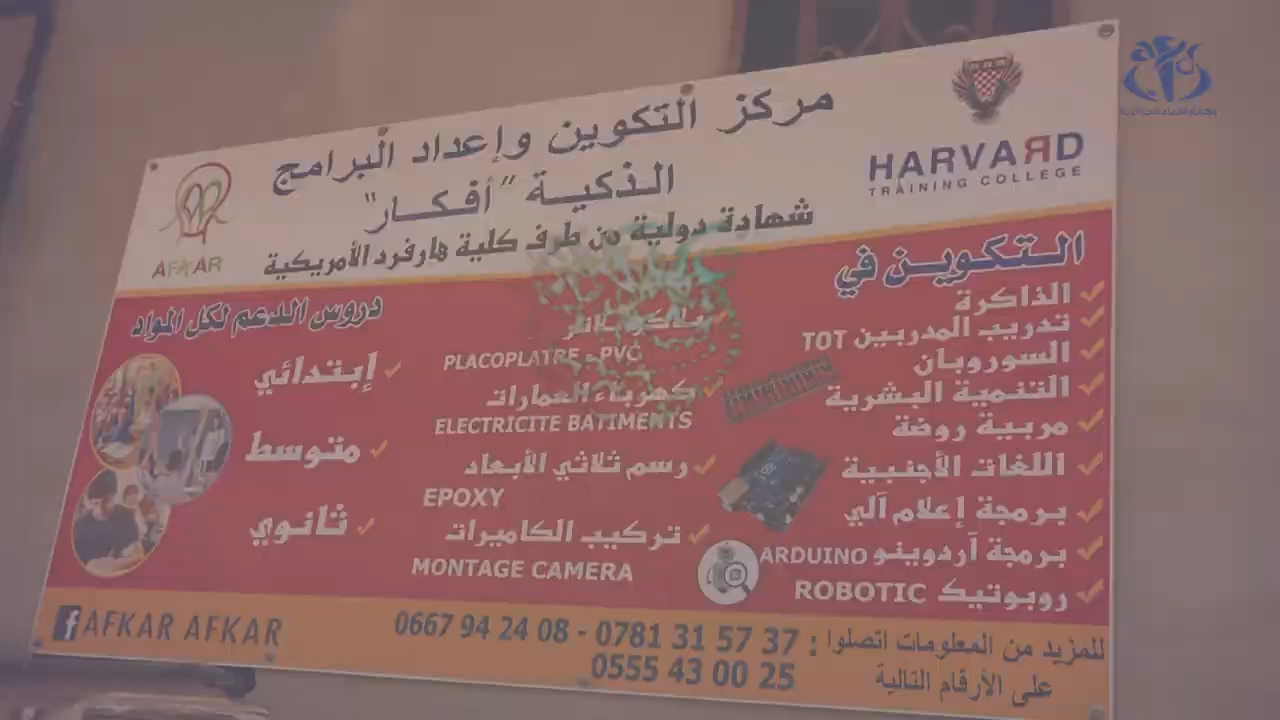 مركز التكوين وإعداد البرامج
الذكية "أفكار"
شهادة دولية من طرف كلية هارفرد الأمريكية
AFKAR
HARVARD
TRAINING COLLEGE
وكالة الأنباء الجزائرية
التكوين في
الذاكرة
تدريب المدربين TOT
السوروبان
التنمية البشرية
مربية روضة
اللغات الأجنبية
برمجة إعلام آلي
برمجة آردوينو ARDUINO
روبوتيك ROBOTIC
PLACOPLATRE - PVC
كهرباء العمارات
ELECTRICITE BATIMENTS
رسم ثلاثي الأبعاد
EPOXY
تركيب الكاميرات
MONTAGE CAMERA
دروس الدعم لكل المواد
إبتدائي
متوسط
ثانوي
للمزيد من المعلومات اتصلوا : 0667 94 24 08 - 0781 31 57 37
على الأرقام التالية 0555 43 00 25
AFKAR AFKAR